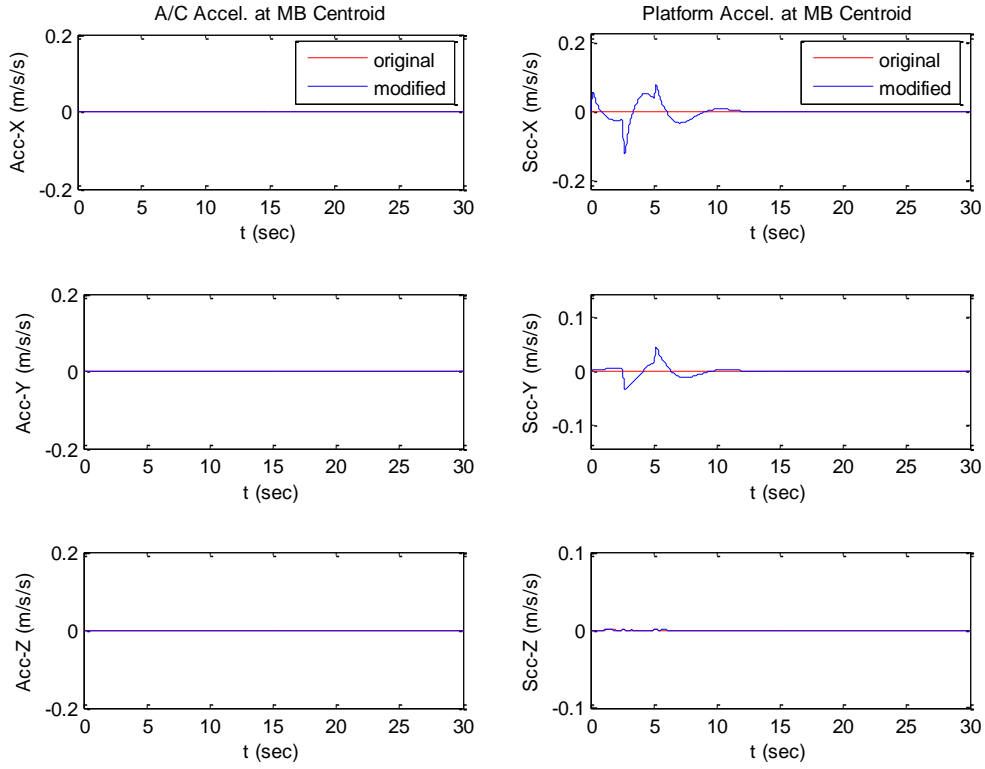 A/C Accel. at MB Centroid
0.2
0
-0.2
Acc-X (m/s/s)
original
modified
0 5 10 15 20 25 30
t (sec)
Platform Accel. at MB Centroid
0.2
0
-0.2
Scc-X (m/s/s)
original
modified
0 5 10 15 20 25 30
t (sec)
0.2
0
-0.2
Acc-Y (m/s/s)
0 5 10 15 20 25 30
t (sec)
0.1
0
-0.1
Scc-Y (m/s/s)
0 5 10 15 20 25 30
t (sec)
0.2
0
-0.2
Acc-Z (m/s/s)
0 5 10 15 20 25 30
t (sec)
0.1
0
-0.1
Scc-Z (m/s/s)
0 5 10 15 20 25 30
t (sec)